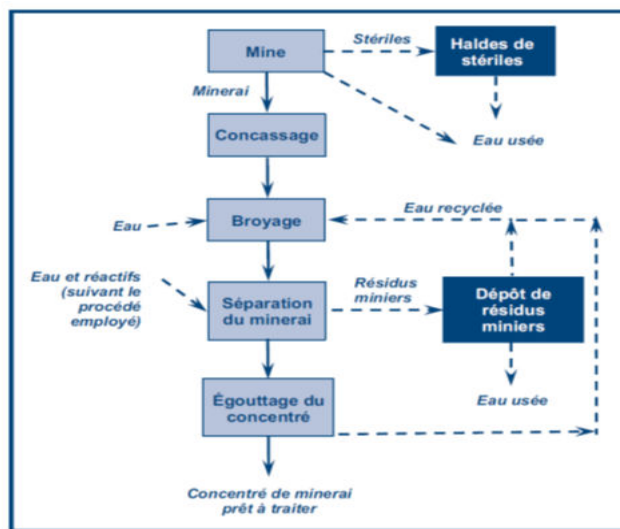 Stériles
Mine
Haldes de
stériles
Minerai
Eau usée
Concassage
Eau recyclée
Eau
Broyage
Eau et réactifs
(suivant le
procédé
employé)
Séparation
du minerai
Résidus
miniers
Dépôt de
résidus
miniers
Eau usée
Égouttage du
concentré
Concentré de minerai
prêt à traiter